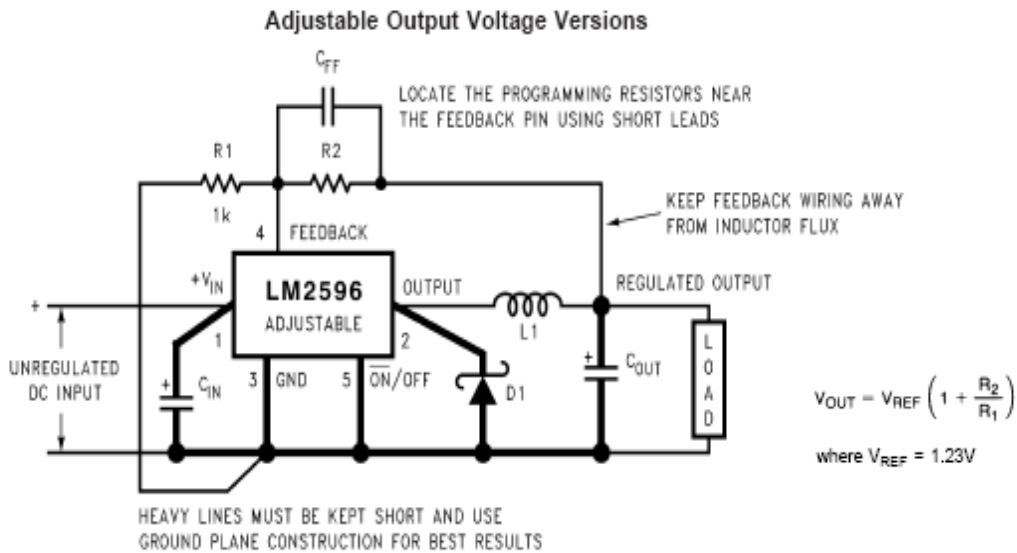 Adjustable Output Voltage Versions
CFF
LOCATE THE PROGRAMMING RESISTORS NEAR
THE FEEDBACK PIN USING SHORT LEADS
R1
R2
1k
KEEP FEEDBACK WIRING AWAY
FROM INDUCTOR FLUX
4
FEEDBACK
+VIN
LM2596
ADJUSTABLE
OUTPUT
REGULATED OUTPUT
+
1
2
L1
UNREGULATED
DC INPUT
+
CIN
3
GND
5
ON/OFF
D1
+
COUT
LOAD
VOUT = VREF (1 + R2/R1)
where VREF = 1.23V
HEAVY LINES MUST BE KEPT SHORT AND USE
GROUND PLANE CONSTRUCTION FOR BEST RESULTS